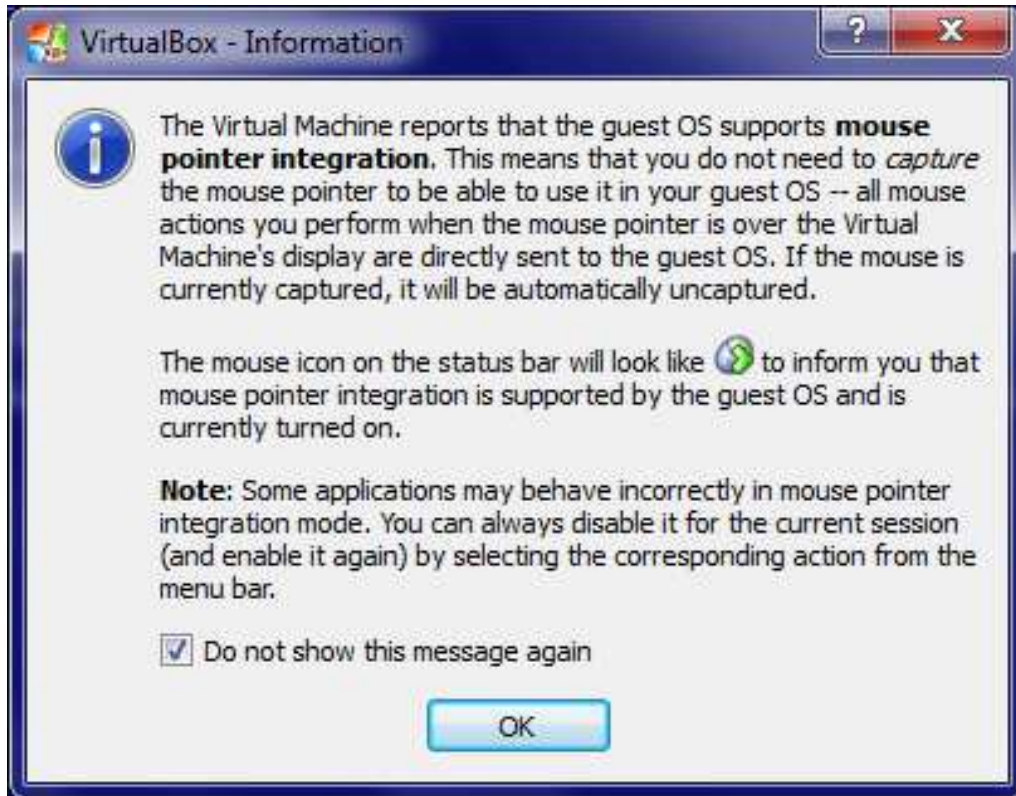 VirtualBox - Information
The Virtual Machine reports that the guest OS supports mouse
pointer integration. This means that you do not need to capture
the mouse pointer to be able to use it in your guest OS -- all mouse
actions you perform when the mouse pointer is over the Virtual
Machine's display are directly sent to the guest OS. If the mouse is
currently captured, it will be automatically uncaptured.
The mouse icon on the status bar will look like to inform you that
mouse pointer integration is supported by the guest OS and is
currently turned on.
Note: Some applications may behave incorrectly in mouse pointer
integration mode. You can always disable it for the current session
(and enable it again) by selecting the corresponding action from the
menu bar.
Do not show this message again
OK